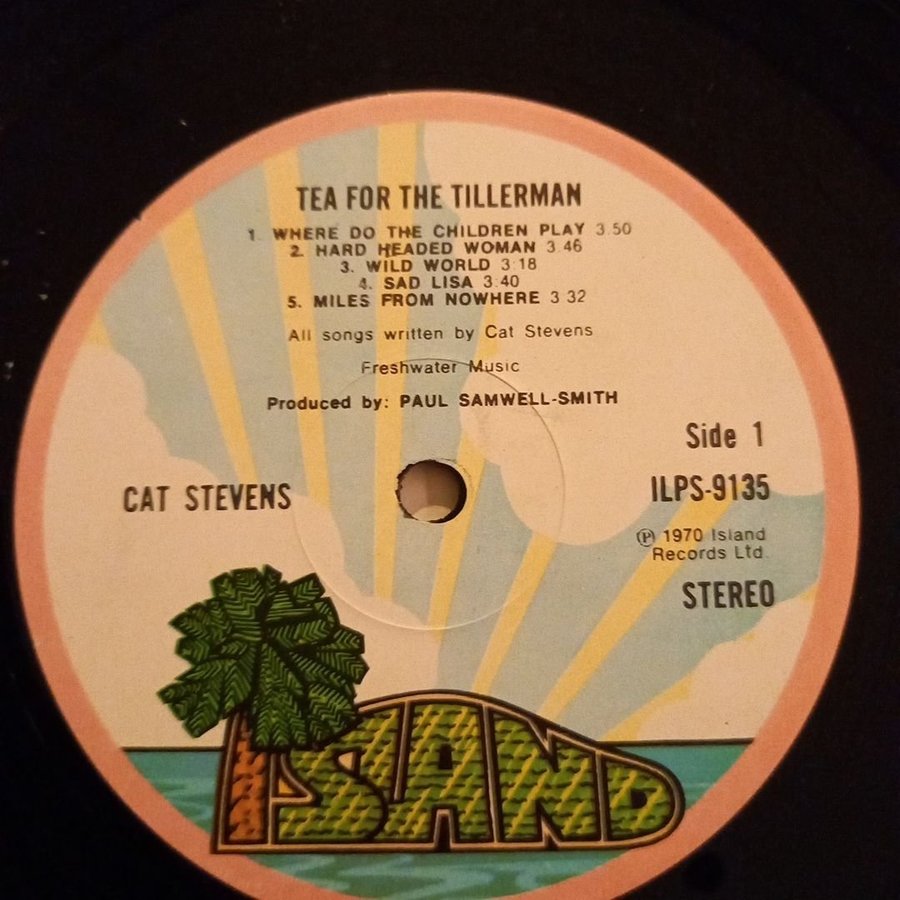 TEA FOR THE TILLERMAN
1. WHERE DO THE CHILDREN PLAY 3.50
2. HARD HEADED WOMAN 3.46
3. WILD WORLD 3:18
4. SAD LISA 3:40
5. MILES FROM NOWHERE 3 32
All songs written by Cat Stevens
Freshwater Music
Produced by: PAUL SAMWELL-SMITH
Side 1
CAT STEVENS
ILPS-9135
℗ 1970 Island
Records Ltd.
STEREO
ISLAND